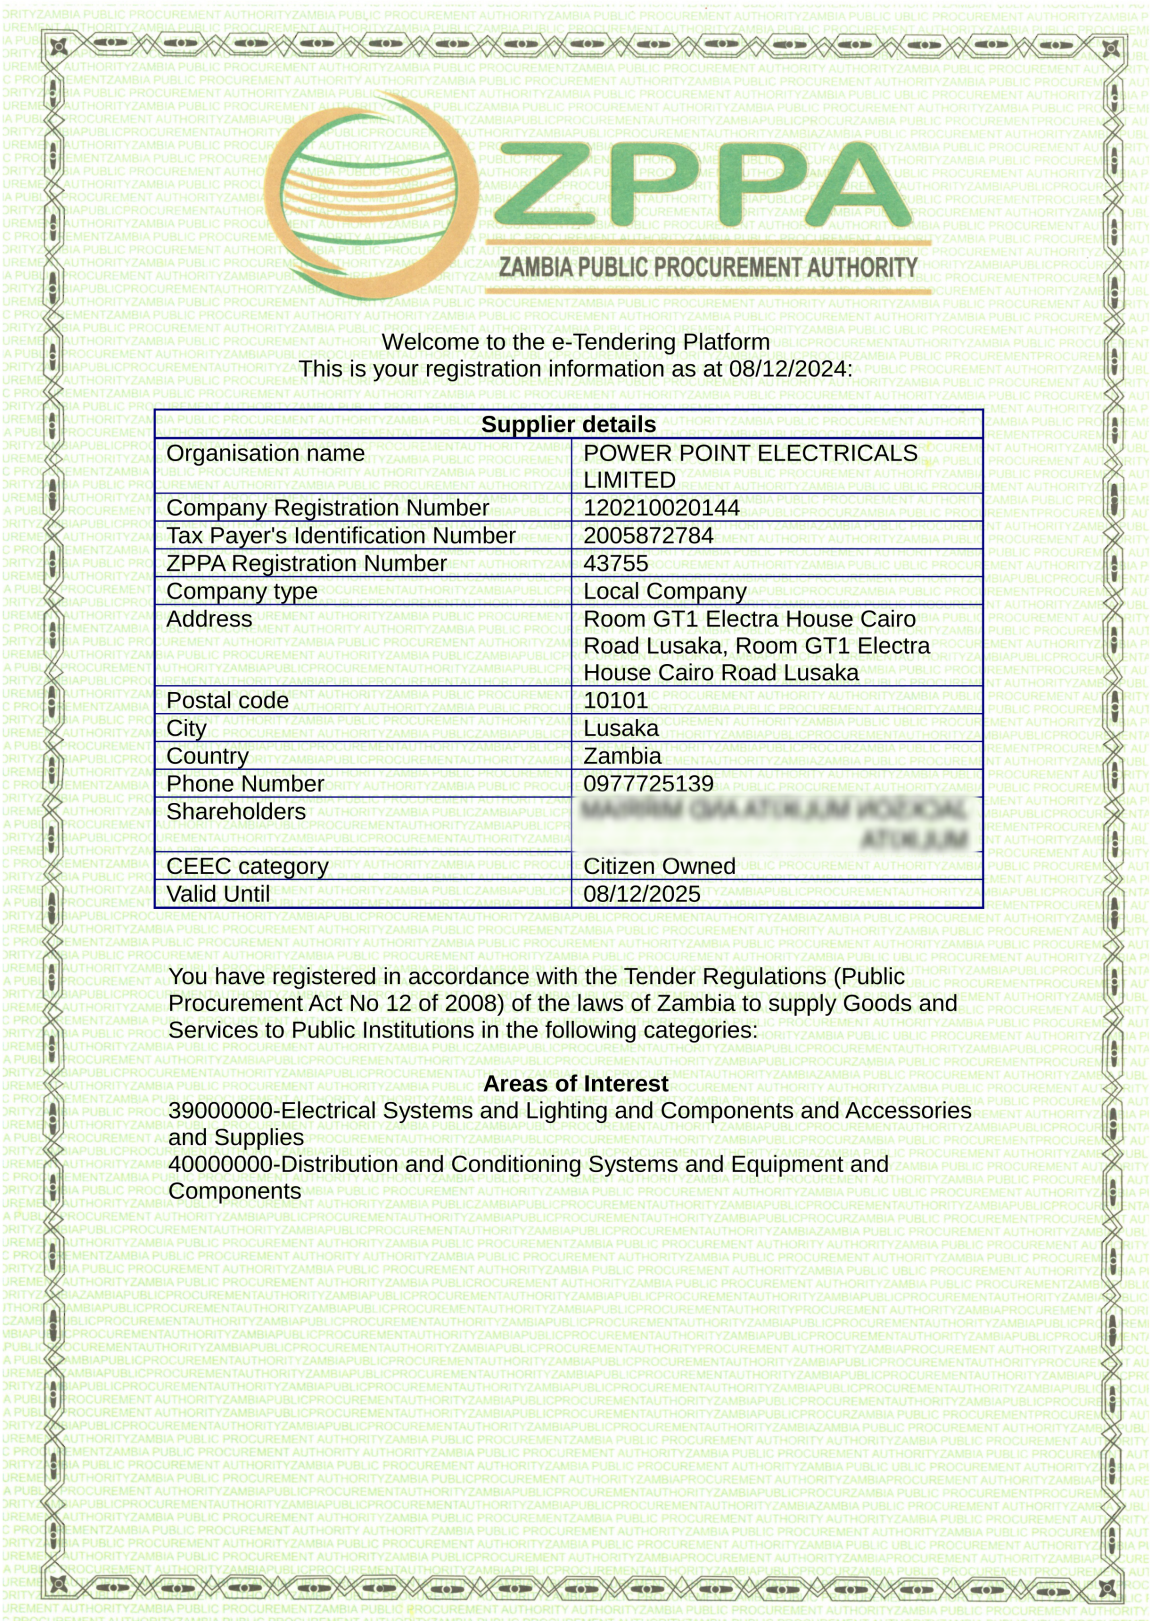 ZPPA
ZAMBIA PUBLIC PROCUREMENT AUTHORITY
Welcome to the e-Tendering Platform
This is your registration information as at 08/12/2024:
Supplier details
Organisation name POWER POINT ELECTRICALS
LIMITED
Company Registration Number 120210020144
Tax Payer's Identification Number 2005872784
ZPPA Registration Number 43755
Company type Local Company
Address Room GT1 Electra House Cairo
Road Lusaka, Room GT1 Electra
House Cairo Road Lusaka
Postal code 10101
City Lusaka
Country Zambia
Phone Number 0977725139
Shareholders
CEEC category Citizen Owned
Valid Until 08/12/2025
You have registered in accordance with the Tender Regulations (Public
Procurement Act No 12 of 2008) of the laws of Zambia to supply Goods and
Services to Public Institutions in the following categories:
Areas of Interest
39000000-Electrical Systems and Lighting and Components and Accessories
and Supplies
40000000-Distribution and Conditioning Systems and Equipment and
Components